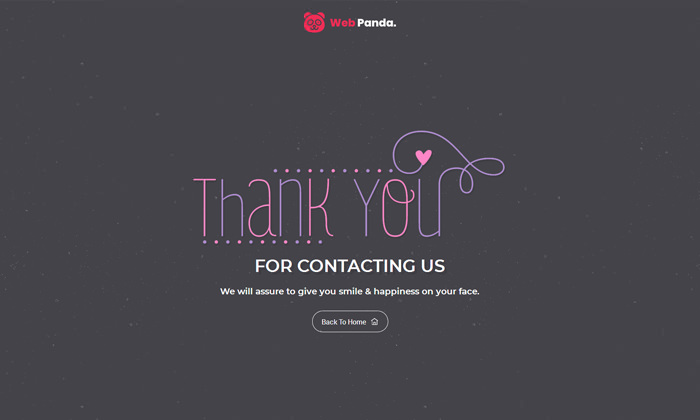 Web Panda.
Thank You
FOR CONTACTING US
We will assure to give you smile & happiness on your face.
Back To Home